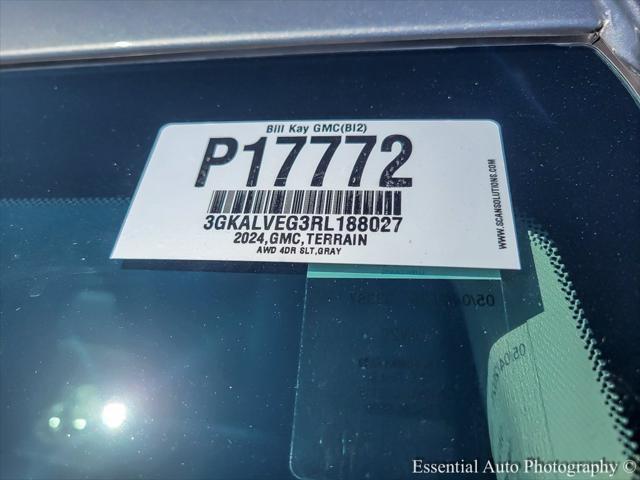 Bill Kay GMC(BI2)
P17772
3GKALVEG3RL188027
2024,GMC,TERRAIN
AWD 4DR SLT,GRAY
WWW.SCANSOLUTIONS.COM
Essential Auto Photography ©